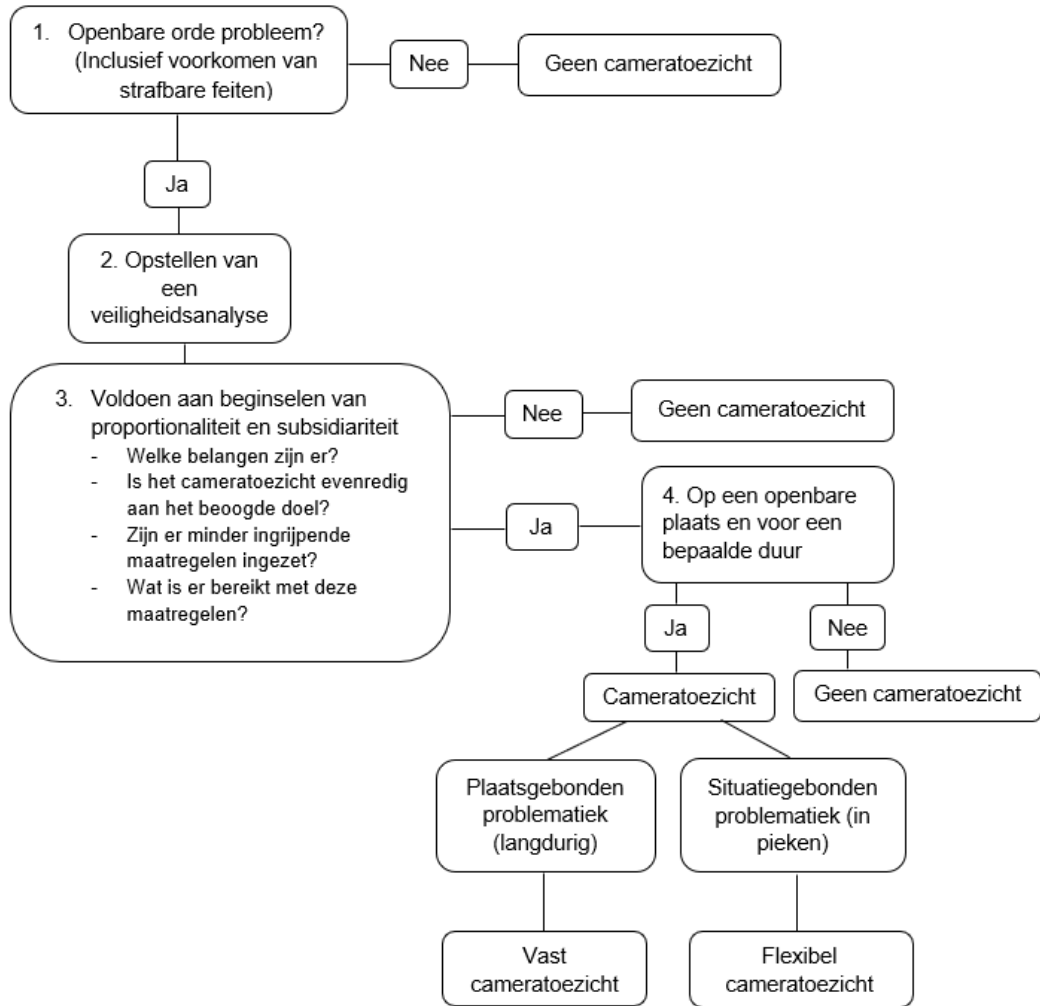 1. Openbare orde probleem?
(Inclusief voorkomen van
strafbare feiten)
Nee
Geen cameratoezicht
Ja
2. Opstellen van
een
veiligheidsanalyse
3. Voldoen aan beginselen van
proportionaliteit en subsidiariteit
- Welke belangen zijn er?
- Is het cameratoezicht evenredig
aan het beoogde doel?
- Zijn er minder ingrijpende
maatregelen ingezet?
- Wat is er bereikt met deze
maatregelen?
Nee
Geen cameratoezicht
Ja
4. Op een openbare
plaats en voor een
bepaalde duur
Ja
Nee
Cameratoezicht
Geen cameratoezicht
Plaatsgebonden
problematiek
(langdurig)
Situatiegebonden
problematiek (in
pieken)
Vast
cameratoezicht
Flexibel
cameratoezicht